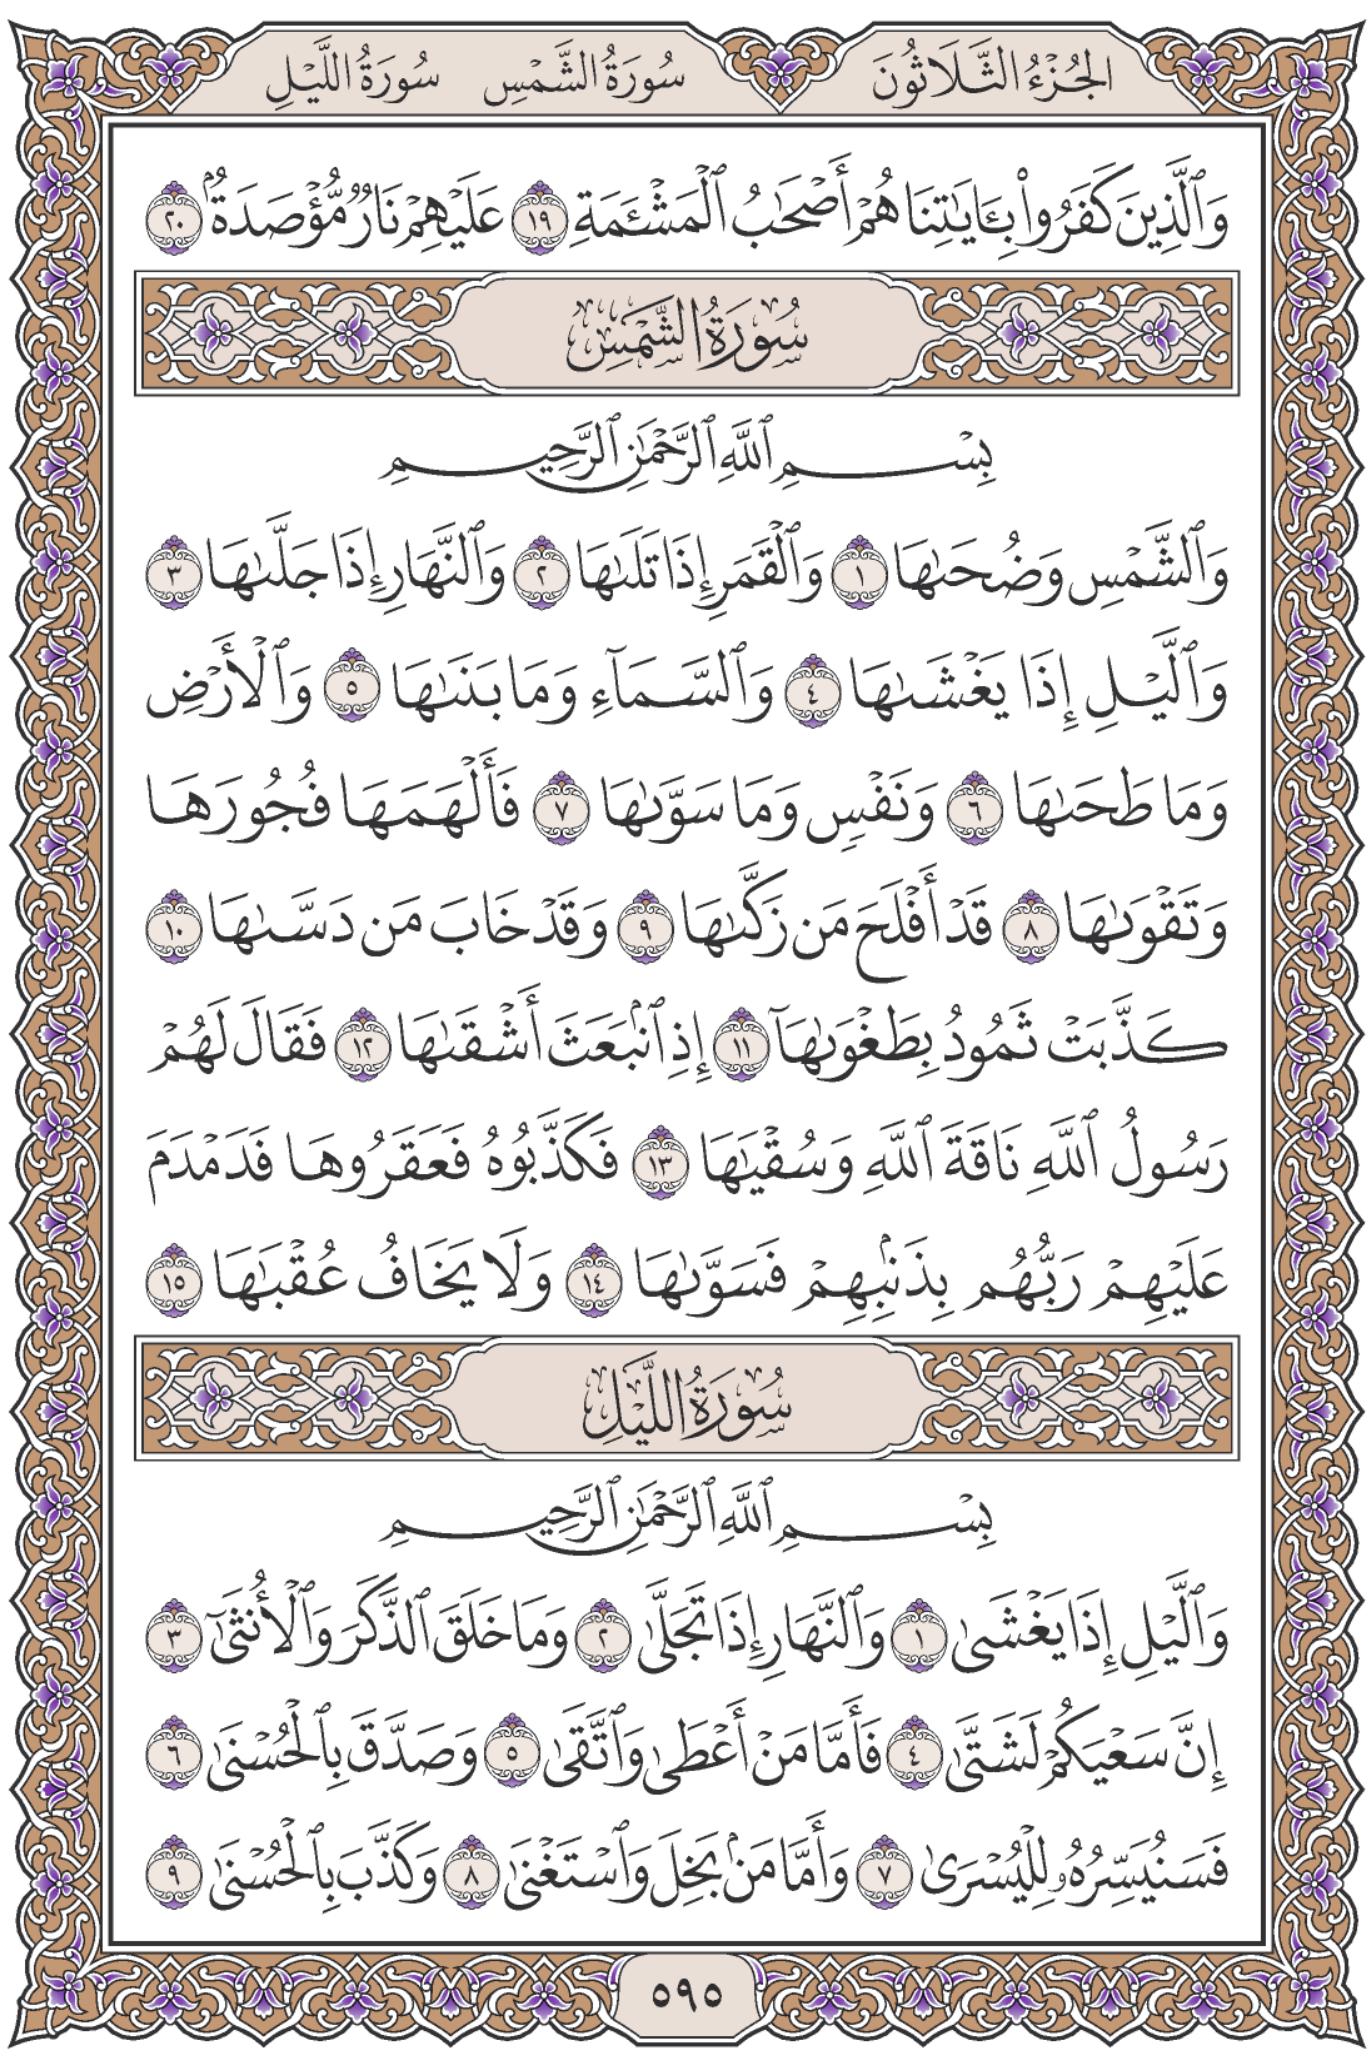 الجُزْءُ الثَّلَاثُونَ سُورَةُ الشَّمْسِ سُورَةُ اللَّيْلِ
وَٱلَّذِينَ كَفَرُوا۟ بِـَٔايَـٰتِنَا هُمْ أَصْحَـٰبُ ٱلْمَشْـَٔمَةِ ١٩ عَلَيْهِمْ نَارٌ مُّؤْصَدَةٌۢ ٢٠
سُورَةُ الشَّمْسِ
بِسْمِ ٱللَّهِ ٱلرَّحْمَـٰنِ ٱلرَّحِيمِ
وَٱلشَّمْسِ وَضُحَىٰهَا ١ وَٱلْقَمَرِ إِذَا تَلَىٰهَا ٢ وَٱلنَّهَارِ إِذَا جَلَّىٰهَا ٣
وَٱلَّيْلِ إِذَا يَغْشَىٰهَا ٤ وَٱلسَّمَآءِ وَمَا بَنَىٰهَا ٥ وَٱلْأَرْضِ
وَمَا طَحَىٰهَا ٦ وَنَفْسٍ وَمَا سَوَّىٰهَا ٧ فَأَلْهَمَهَا فُجُورَهَا
وَتَقْوَىٰهَا ٨ قَدْ أَفْلَحَ مَن زَكَّىٰهَا ٩ وَقَدْ خَابَ مَن دَسَّىٰهَا ١٠
كَذَّبَتْ ثَمُودُ بِطَغْوَىٰهَآ ١١ إِذِ ٱنۢبَعَثَ أَشْقَىٰهَا ١٢ فَقَالَ لَهُمْ
رَسُولُ ٱللَّهِ نَاقَةَ ٱللَّهِ وَسُقْيَـٰهَا ١٣ فَكَذَّبُوهُ فَعَقَرُوهَا فَدَمْدَمَ
عَلَيْهِمْ رَبُّهُم بِذَنۢبِهِمْ فَسَوَّىٰهَا ١٤ وَلَا يَخَافُ عُقْبَـٰهَا ١٥
سُورَةُ اللَّيْلِ
بِسْمِ ٱللَّهِ ٱلرَّحْمَـٰنِ ٱلرَّحِيمِ
وَٱلَّيْلِ إِذَا يَغْشَىٰ ١ وَٱلنَّهَارِ إِذَا تَجَلَّىٰ ٢ وَمَا خَلَقَ ٱلذَّكَرَ وَٱلْأُنثَىٰٓ ٣
إِنَّ سَعْيَكُمْ لَشَتَّىٰ ٤ فَأَمَّا مَنْ أَعْطَىٰ وَٱتَّقَىٰ ٥ وَصَدَّقَ بِٱلْحُسْنَىٰ ٦
فَسَنُيَسِّرُهُۥ لِلْيُسْرَىٰ ٧ وَأَمَّا مَنۢ بَخِلَ وَٱسْتَغْنَىٰ ٨ وَكَذَّبَ بِٱلْحُسْنَىٰ ٩
٥٩٥